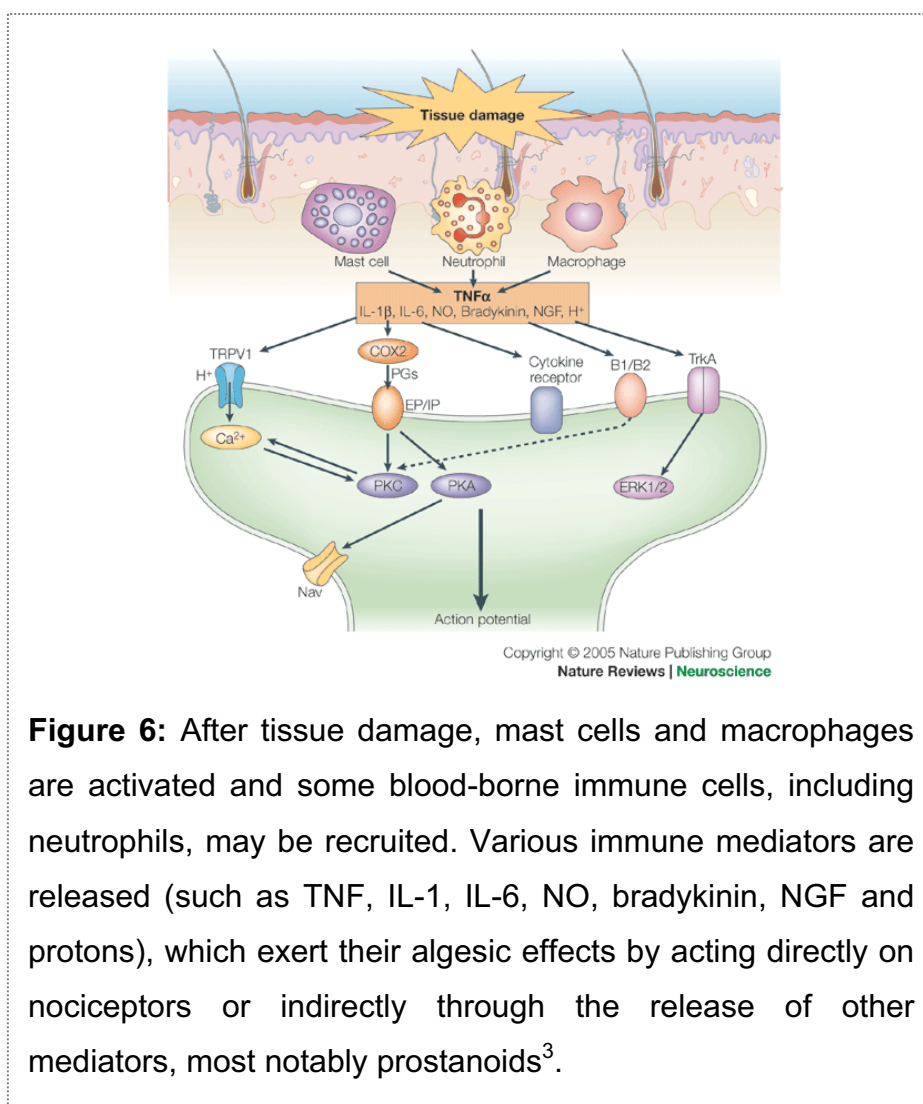 Tissue damage
Mast cell
Neutrophil
Macrophage
TNFα
IL-1β, IL-6, NO, Bradykinin, NGF, H⁺
TRPV1
H⁺
COX2
PGs
EP/IP
Cytokine
receptor
B1/B2
TrkA
Ca²⁺
PKC
PKA
ERK1/2
Nav
Action potential
Copyright © 2005 Nature Publishing Group
Nature Reviews | Neuroscience
Figure 6: After tissue damage, mast cells and macrophages
are activated and some blood-borne immune cells, including
neutrophils, may be recruited. Various immune mediators are
released (such as TNF, IL-1, IL-6, NO, bradykinin, NGF and
protons), which exert their algesic effects by acting directly on
nociceptors or indirectly through the release of other
mediators, most notably prostanoids³.